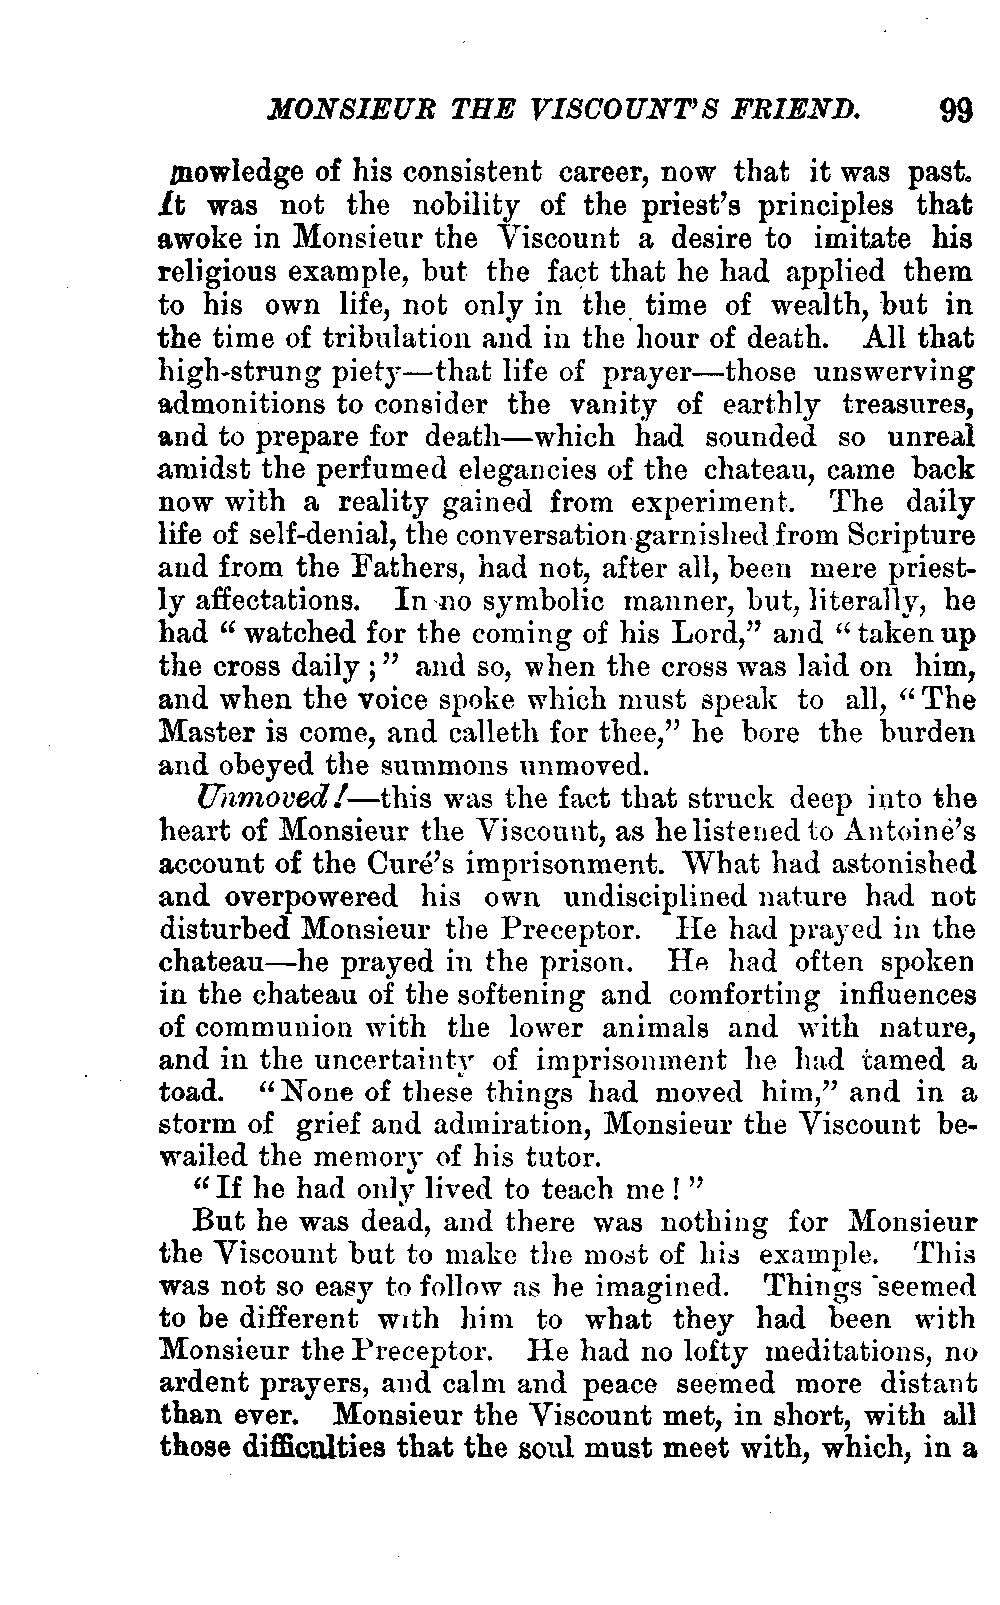 MONSIEUR THE VISCOUNT'S FRIEND. 99
knowledge of his consistent career, now that it was past.
It was not the nobility of the priest's principles that
awoke in Monsieur the Viscount a desire to imitate his
religious example, but the fact that he had applied them
to his own life, not only in the time of wealth, but in
the time of tribulation and in the hour of death. All that
high-strung piety—that life of prayer—those unswerving
admonitions to consider the vanity of earthly treasures,
and to prepare for death—which had sounded so unreal
amidst the perfumed elegancies of the chateau, came back
now with a reality gained from experiment. The daily
life of self-denial, the conversation garnished from Scripture
and from the Fathers, had not, after all, been mere priest-
ly affectations. In no symbolic manner, but, literally, he
had “watched for the coming of his Lord,” and “taken up
the cross daily;” and so, when the cross was laid on him,
and when the voice spoke which must speak to all, “The
Master is come, and calleth for thee,” he bore the burden
and obeyed the summons unmoved.
Unmoved!—this was the fact that struck deep into the
heart of Monsieur the Viscount, as he listened to Antoine's
account of the Curé's imprisonment. What had astonished
and overpowered his own undisciplined nature had not
disturbed Monsieur the Preceptor. He had prayed in the
chateau—he prayed in the prison. He had often spoken
in the chateau of the softening and comforting influences
of communion with the lower animals and with nature,
and in the uncertainty of imprisonment he had tamed a
toad. “None of these things had moved him,” and in a
storm of grief and admiration, Monsieur the Viscount be-
wailed the memory of his tutor.
“If he had only lived to teach me!”
But he was dead, and there was nothing for Monsieur
the Viscount but to make the most of his example. This
was not so easy to follow as he imagined. Things seemed
to be different with him to what they had been with
Monsieur the Preceptor. He had no lofty meditations, no
ardent prayers, and calm and peace seemed more distant
than ever. Monsieur the Viscount met, in short, with all
those difficulties that the soul must meet with, which, in a